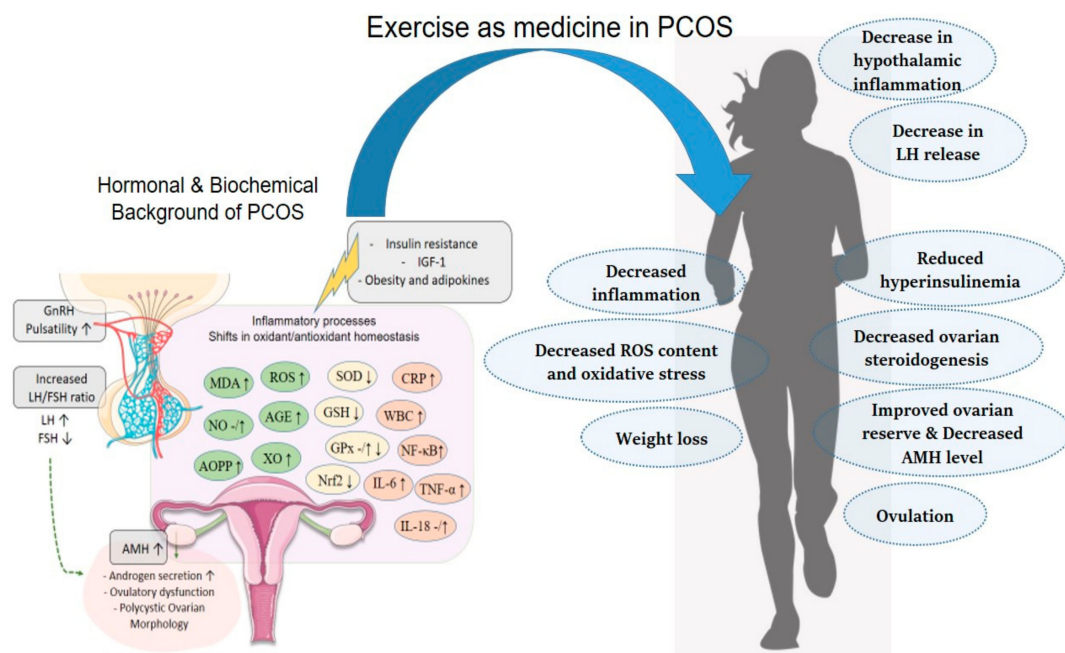 Exercise as medicine in PCOS
Hormonal & Biochemical
Background of PCOS
- Insulin resistance
- IGF-1
- Obesity and adipokines
GnRH
Pulsatility ↑
Increased
LH/FSH ratio
LH ↑
FSH ↓
Inflammatory processes
Shifts in oxidant/antioxidant homeostasis
MDA ↑
ROS ↑
SOD ↓
CRP ↑
NO -/↑
AGE ↑
GSH ↓
WBC ↑
AOPP ↑
XO ↑
GPx -/↑ ↓
NF-κB↑
Nrf2 ↓
IL-6 ↑
TNF-α ↑
IL-18 -/↑
AMH ↑
- Androgen secretion ↑
- Ovulatory dysfunction
- Polycystic Ovarian
Morphology
Decrease in
hypothalamic
inflammation
Decrease in
LH release
Decreased
inflammation
Reduced
hyperinsulinemia
Decreased ROS content
and oxidative stress
Decreased ovarian
steroidogenesis
Weight loss
Improved ovarian
reserve & Decreased
AMH level
Ovulation